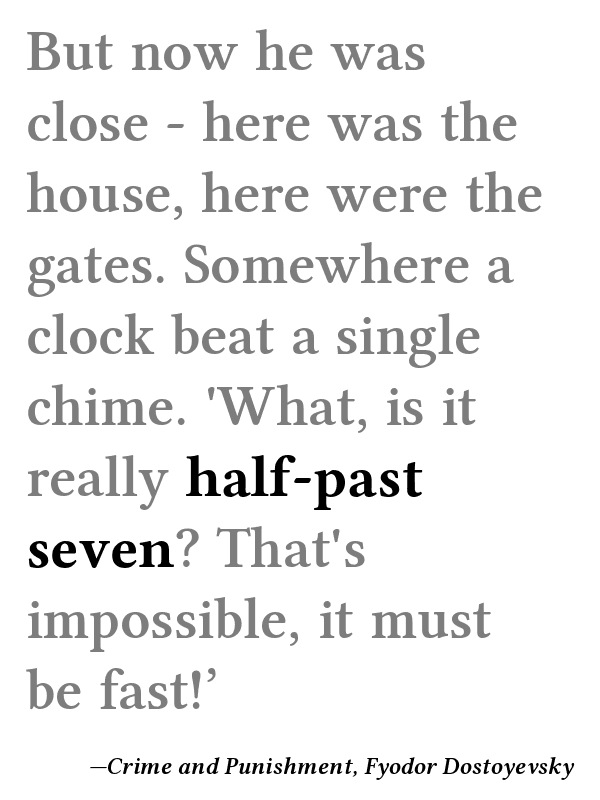 But now he was
close - here was the
house, here were the
gates. Somewhere a
clock beat a single
chime. 'What, is it
really half-past
seven? That's
impossible, it must
be fast!’
—Crime and Punishment, Fyodor Dostoyevsky